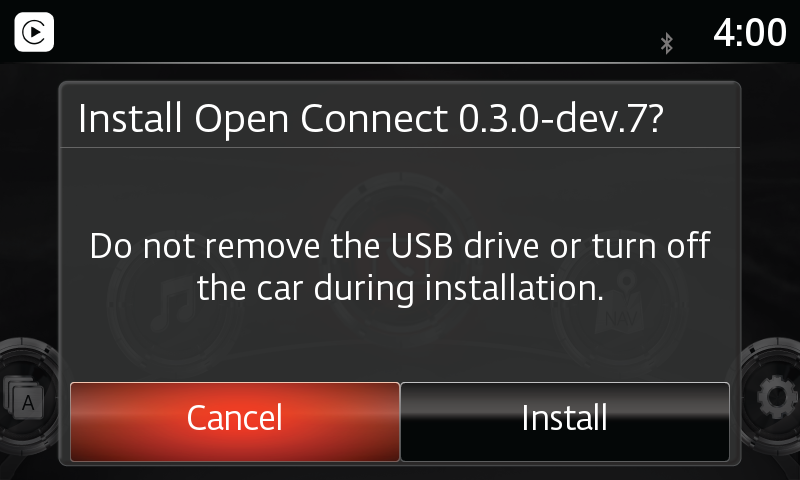 4:00
Install Open Connect 0.3.0-dev.7?
Do not remove the USB drive or turn off
the car during installation.
NAV
A
Cancel
Install